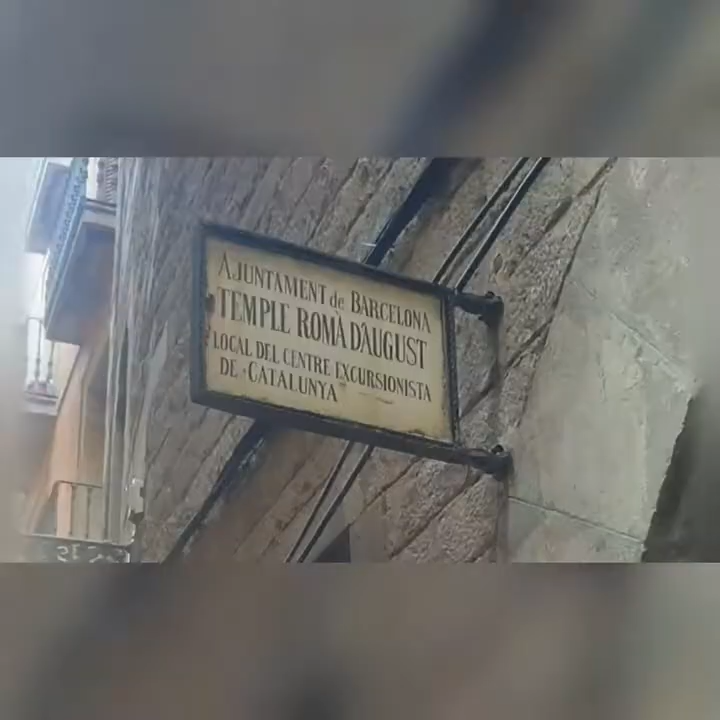 AJUNTAMENT de BARCELONA
TEMPLE ROMÀ D'AUGUST
LOCAL DEL CENTRE EXCURSIONISTA
DE CATALUNYA